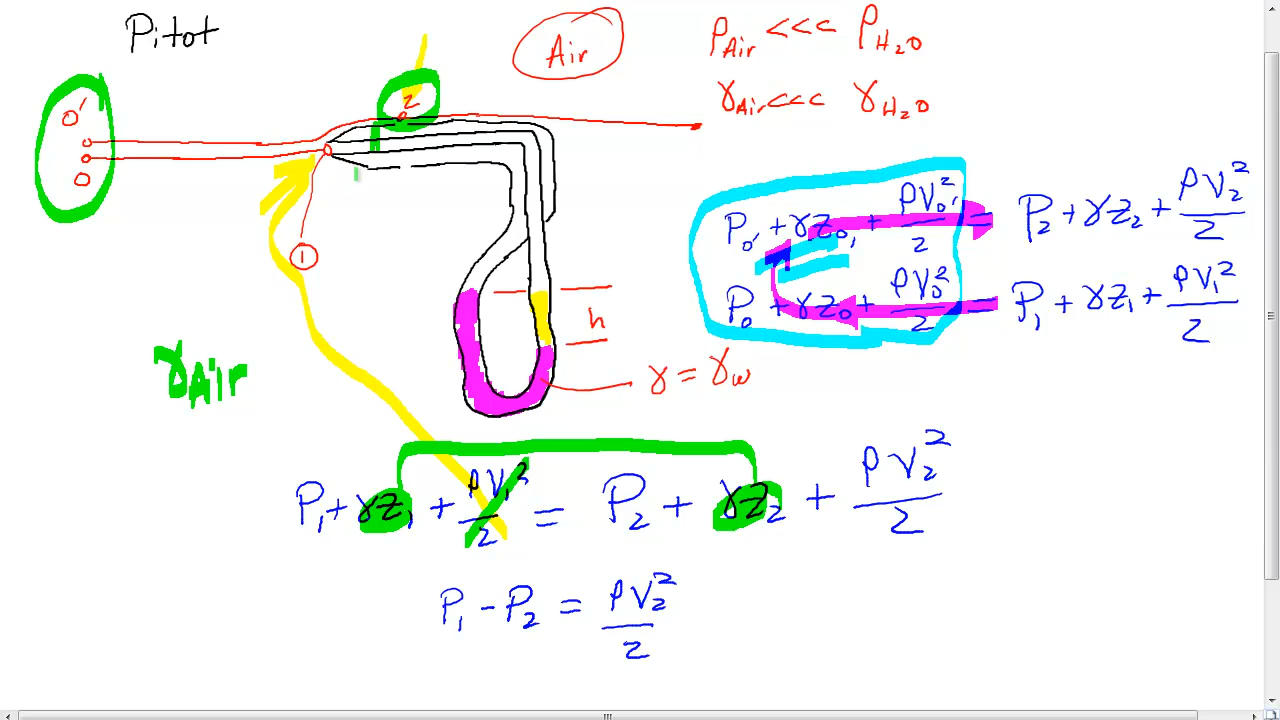 Pitot
Air
ρAir <<< ρH₂O
γAir <<< γH₂O
0'
0
2
1
P₀' + γz₀' + ρV₀'²/2 = P₂ + γz₂ + ρV₂²/2
P₀ + γz₀ + ρV₀²/2 = P₁ + γz₁ + ρV₁²/2
h
γ = γw
γAir
P₁ + γz₁ + ρV₁²/2 = P₂ + γz₂ + ρV₂²/2
P₁ - P₂ = ρV₂²/2